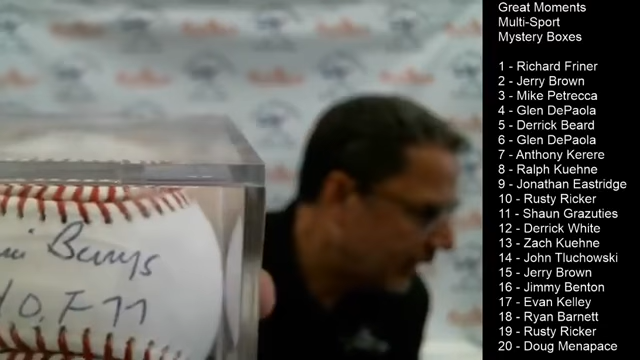 Great Moments
Multi-Sport
Mystery Boxes
1 - Richard Friner
2 - Jerry Brown
3 - Mike Petrecca
4 - Glen DePaola
5 - Derrick Beard
6 - Glen DePaola
7 - Anthony Kerere
8 - Ralph Kuehne
9 - Jonathan Eastridge
10 - Rusty Ricker
11 - Shaun Grazuties
12 - Derrick White
13 - Zach Kuehne
14 - John Tluchowski
15 - Jerry Brown
16 - Jimmy Benton
17 - Evan Kelley
18 - Ryan Barnett
19 - Rusty Ricker
20 - Doug Menapace